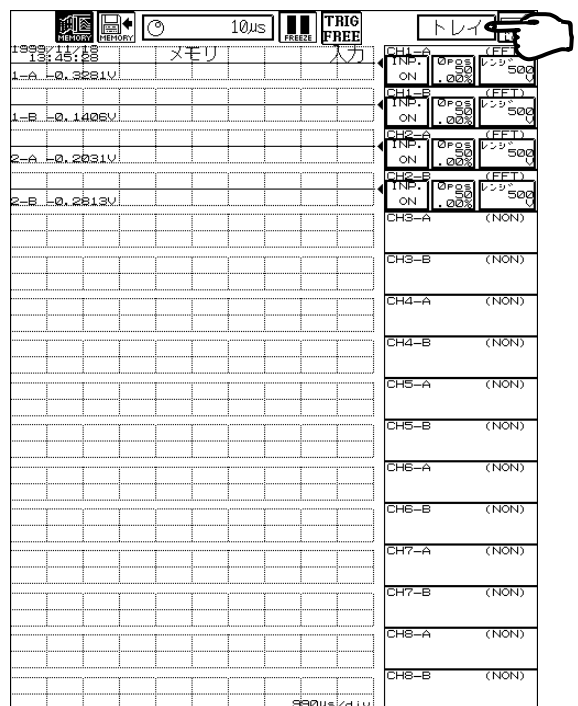 MEMORY MEMORY 10µs FREEZE TRIG FREE トレイ
1999/11/18 メモリ 入力
13:45:28
1-A -0.3281V
1-B -0.1406V
2-A -0.2031V
2-B -0.2813V
990µs/div
CH1-A (FFT)
INP. ON 0pos 50.00% レンジ 500V
CH1-B (FFT)
INP. ON 0pos 50.00% レンジ 500V
CH2-A (FFT)
INP. ON 0pos 50.00% レンジ 500V
CH2-B (FFT)
INP. ON 0pos 50.00% レンジ 500V
CH3-A (NON)
CH3-B (NON)
CH4-A (NON)
CH4-B (NON)
CH5-A (NON)
CH5-B (NON)
CH6-A (NON)
CH6-B (NON)
CH7-A (NON)
CH7-B (NON)
CH8-A (NON)
CH8-B (NON)